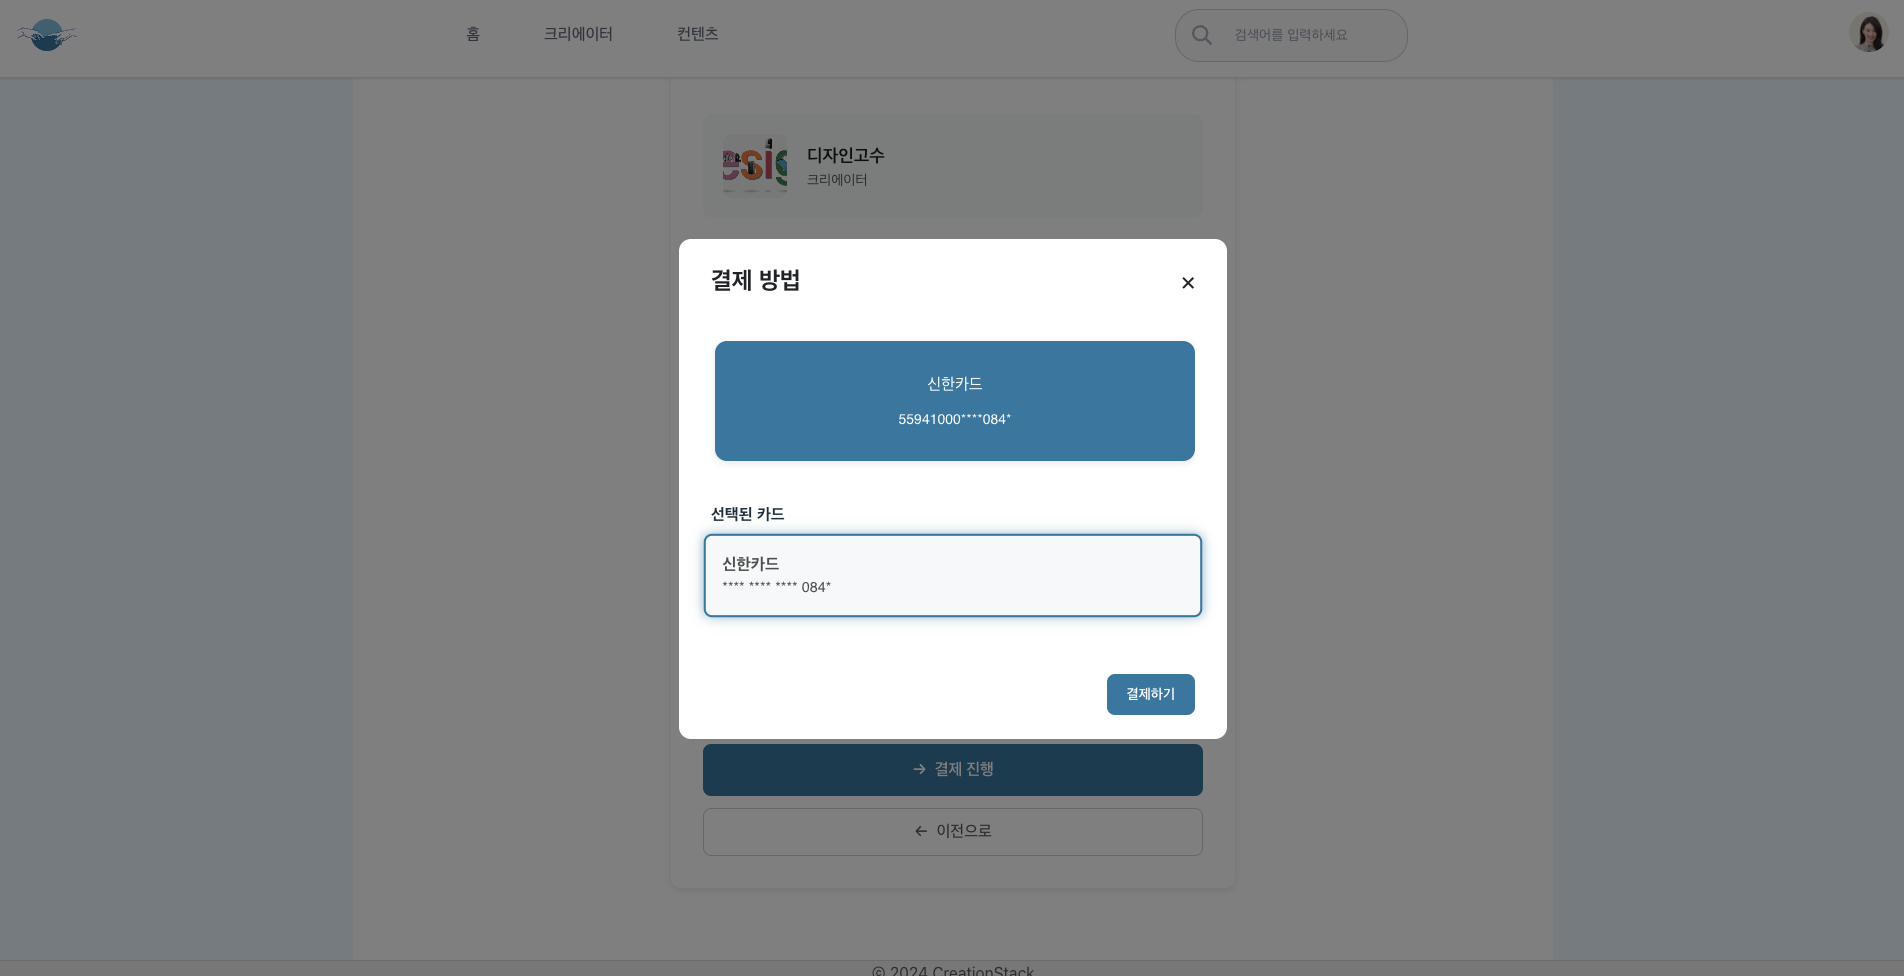 홈
크리에이터
컨텐츠
검색어를 입력하세요
esig
디자인고수
크리에이터
결제 방법
신한카드
55941000****084*
선택된 카드
신한카드
**** **** **** 084*
결제하기
결제 진행
이전으로
© 2024 CreationStack